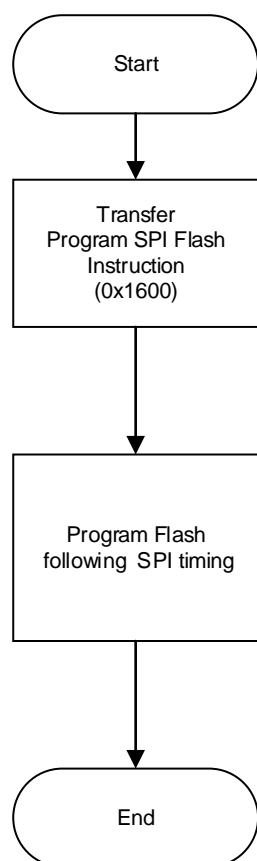 Start
Transfer
Program SPI Flash
Instruction
(0x1600)
Program Flash
following SPI timing
End